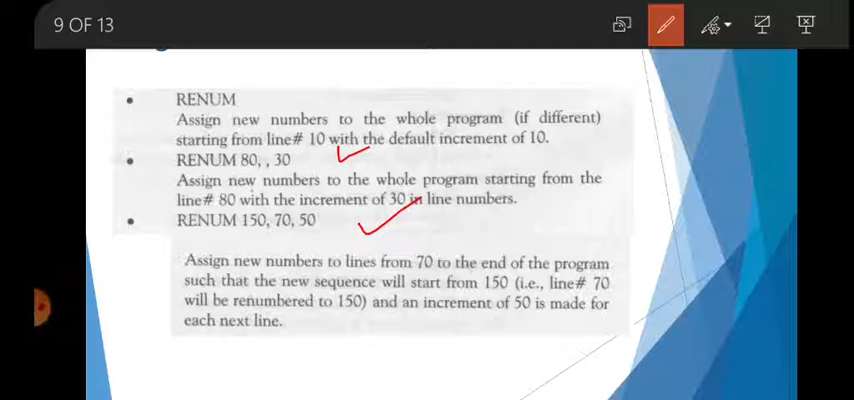 9 OF 13
RENUM
Assign new numbers to the whole program (if different)
starting from line# 10 with the default increment of 10.
RENUM 80, , 30
Assign new numbers to the whole program starting from the
line# 80 with the increment of 30 in line numbers.
RENUM 150, 70, 50
Assign new numbers to lines from 70 to the end of the program
such that the new sequence will start from 150 (i.e., line# 70
will be renumbered to 150) and an increment of 50 is made for
each next line.